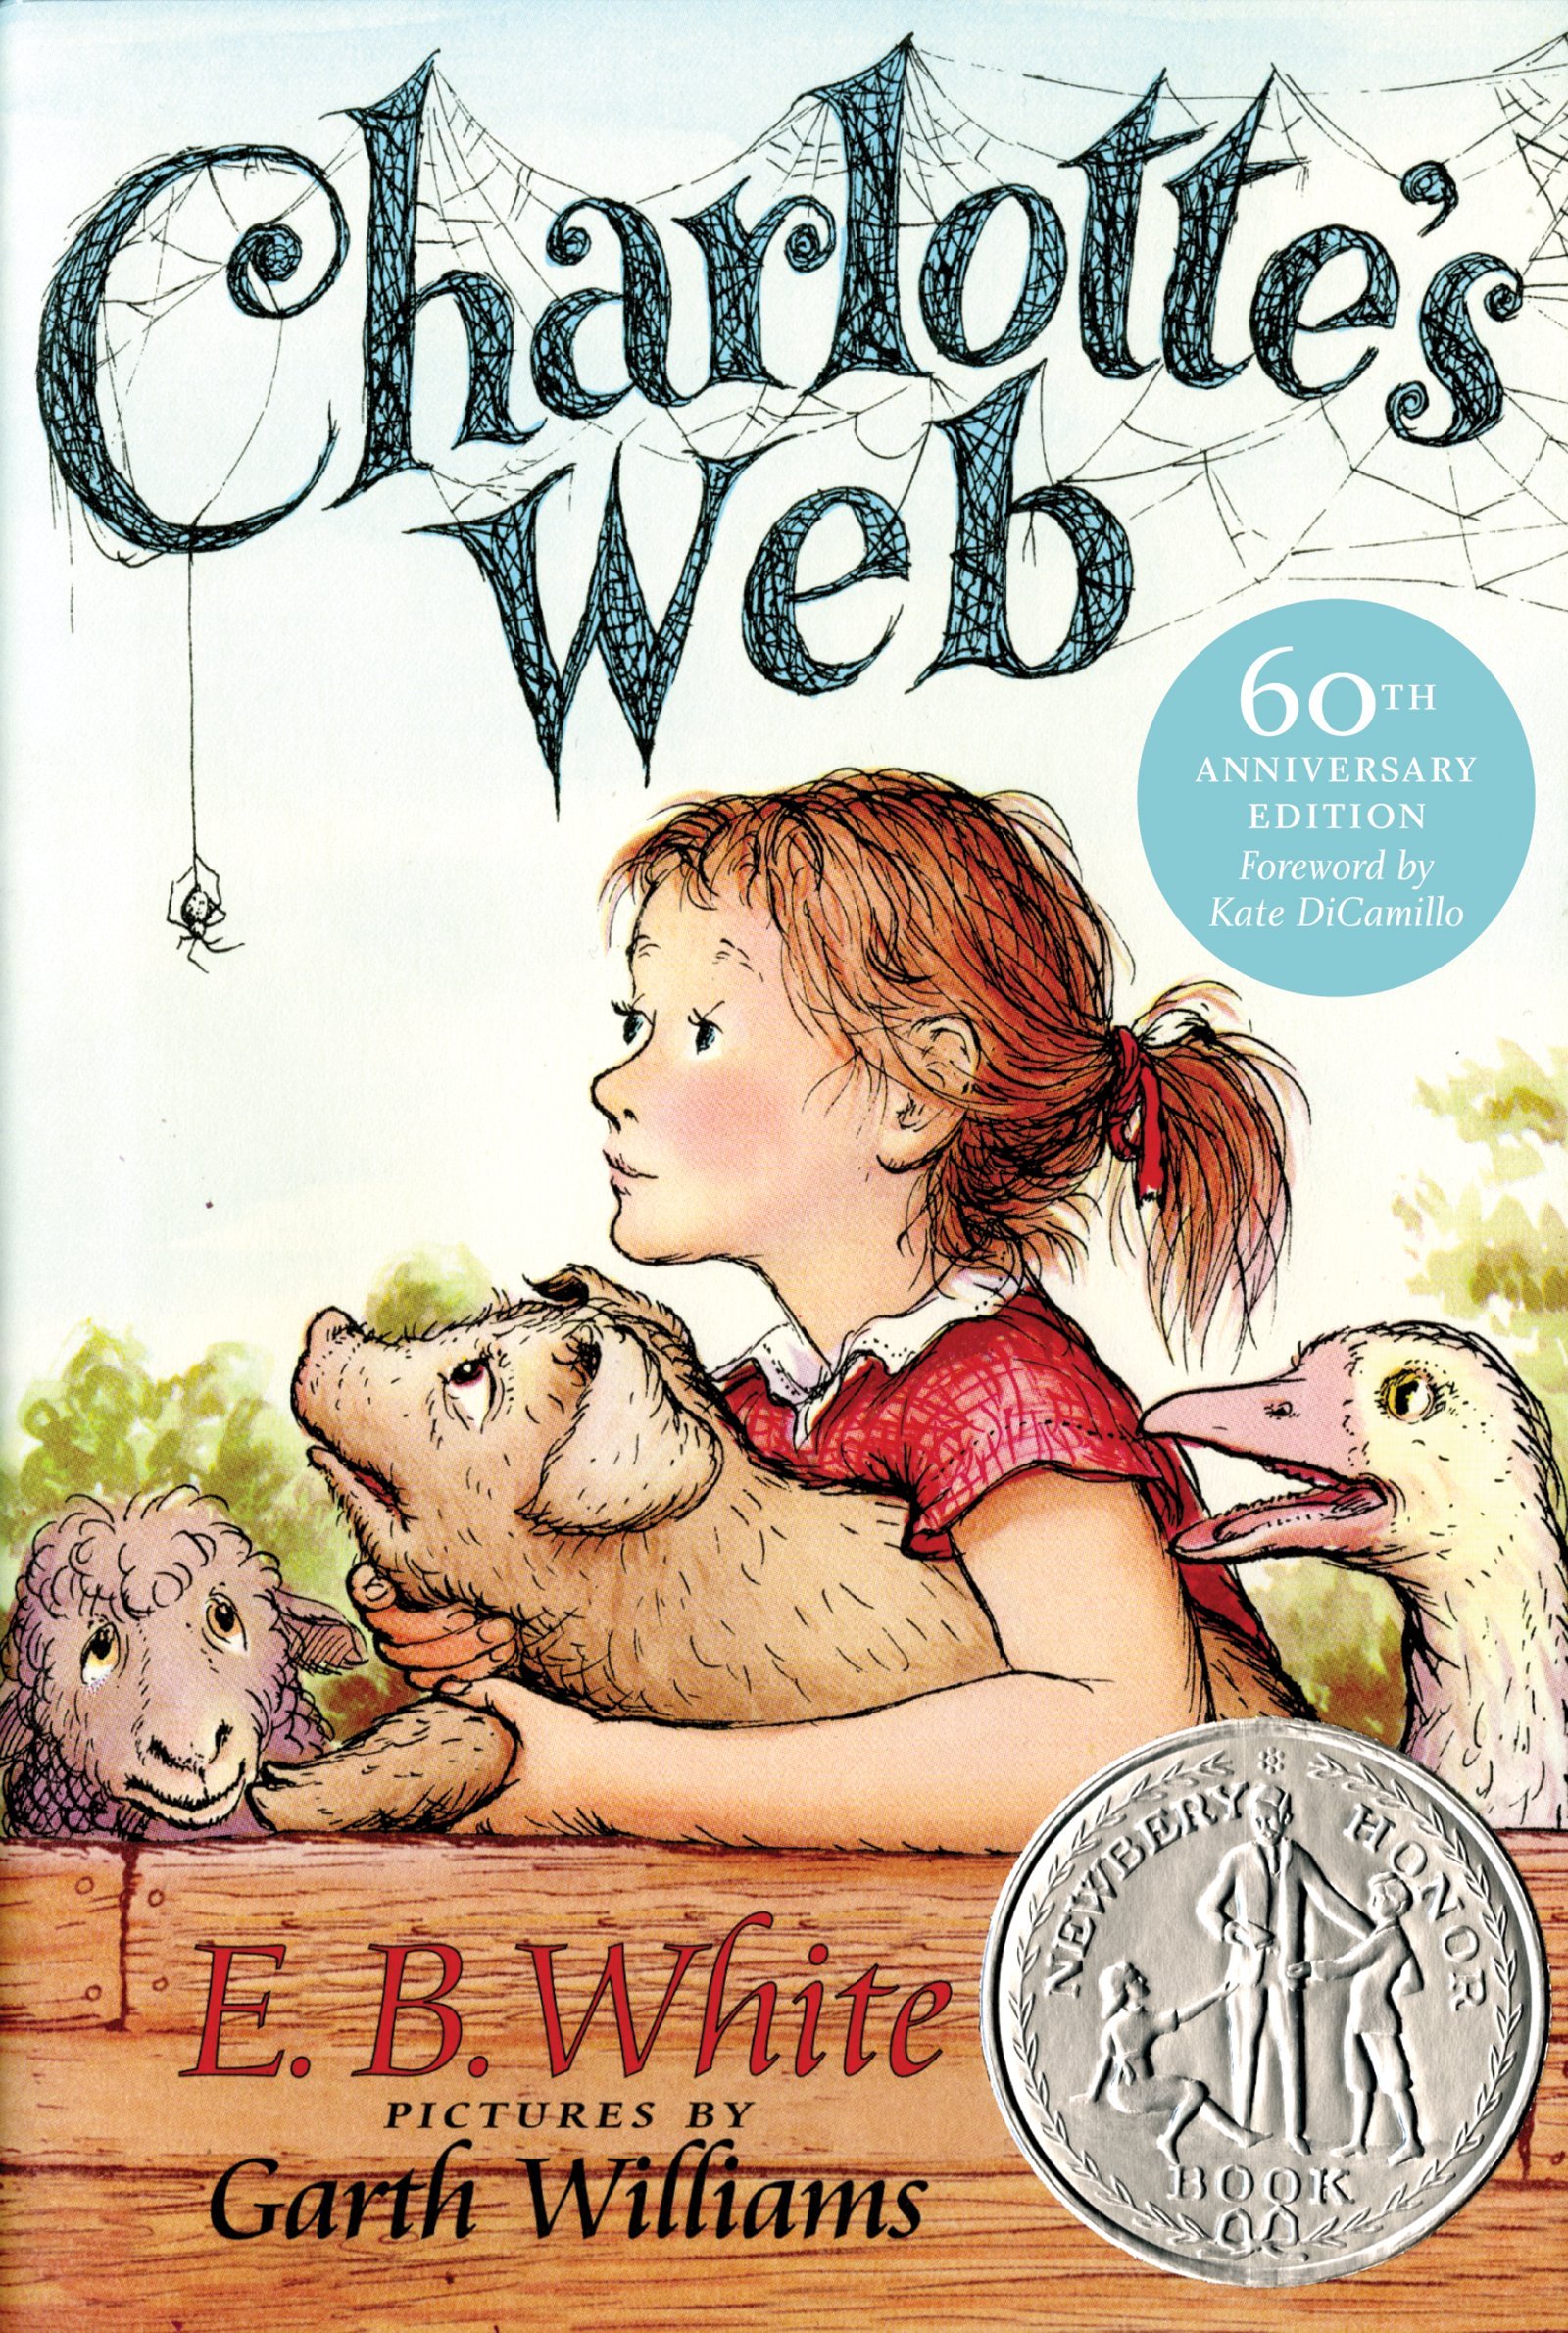 Charlotte's
Web
60TH
ANNIVERSARY
EDITION
Foreword by
Kate DiCamillo
E. B. White
PICTURES BY
Garth Williams
NEWBERY HONOR
BOOK